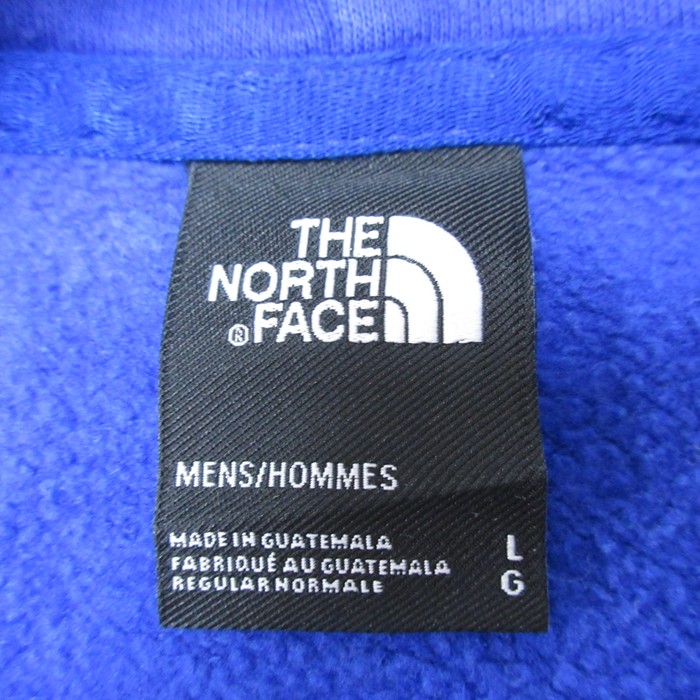 THE
NORTH
® FACE
MENS/HOMMES
MADE IN GUATEMALA L
FABRIQUÉ AU GUATEMALA G
REGULAR NORMALE